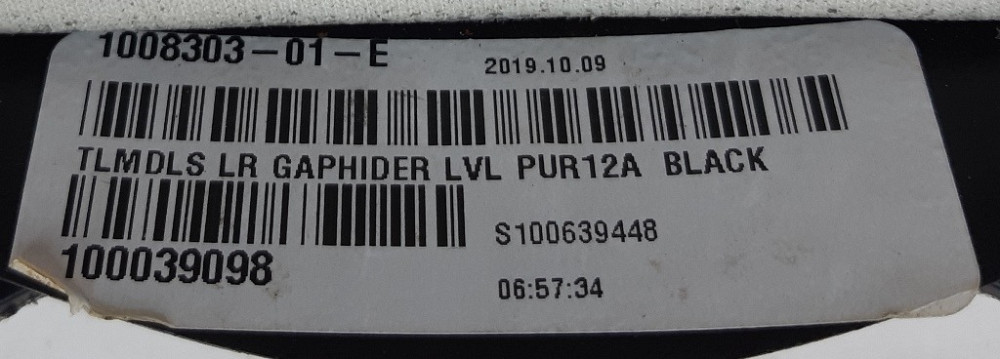 1008303-01-E 2019.10.09
TLMDLS LR GAPHIDER LVL PUR12A BLACK
S100639448
100039098
06:57:34